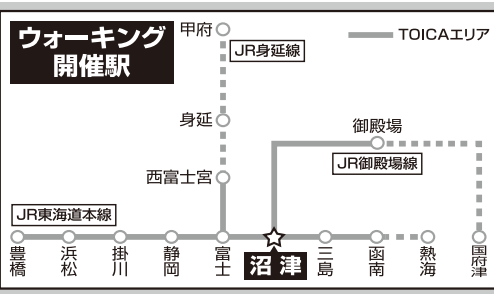 ウォーキング
開催駅
甲府
JR身延線
TOICAエリア
身延
御殿場
西富士宮
JR御殿場線
JR東海道本線
豊橋
浜松
掛川
静岡
富士
沼津
三島
函南
熱海
国府津